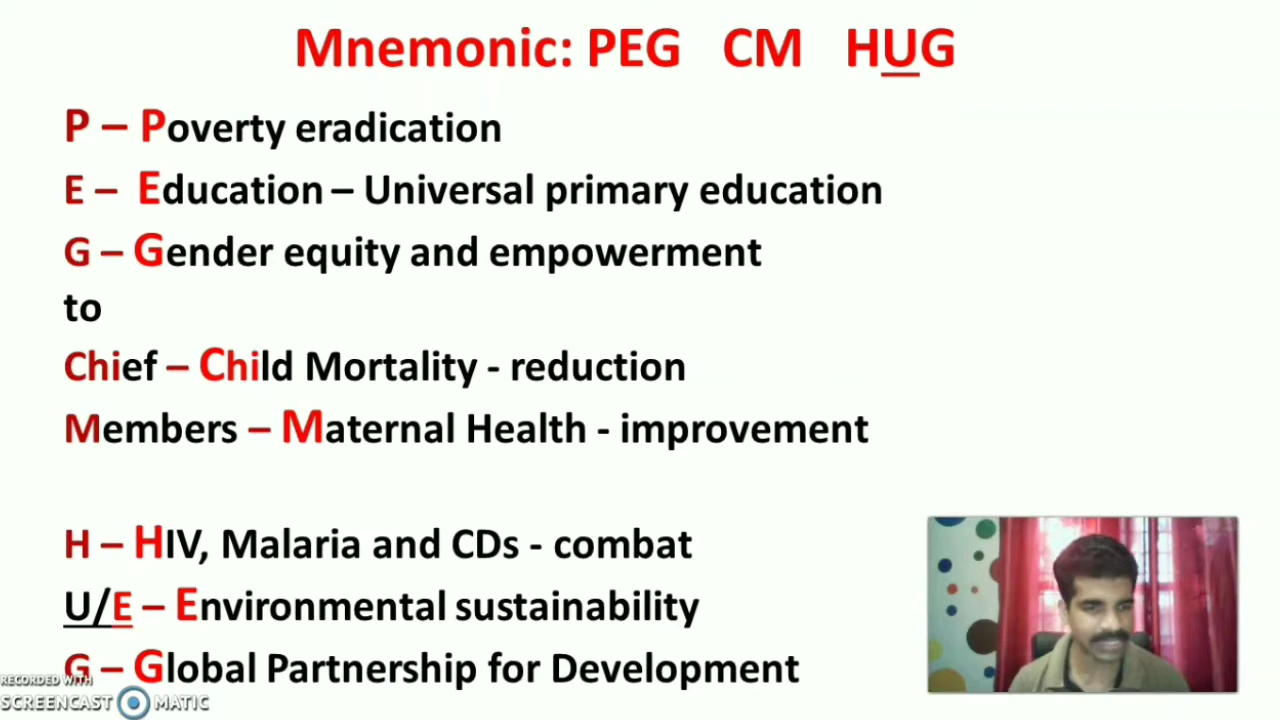 Mnemonic: PEG CM HUG
P – Poverty eradication
E – Education – Universal primary education
G – Gender equity and empowerment
to
Chief – Child Mortality - reduction
Members – Maternal Health - improvement
H – HIV, Malaria and CDs - combat
U/E – Environmental sustainability
G – Global Partnership for Development
RECORDED WITH
SCREENCAST MATIC